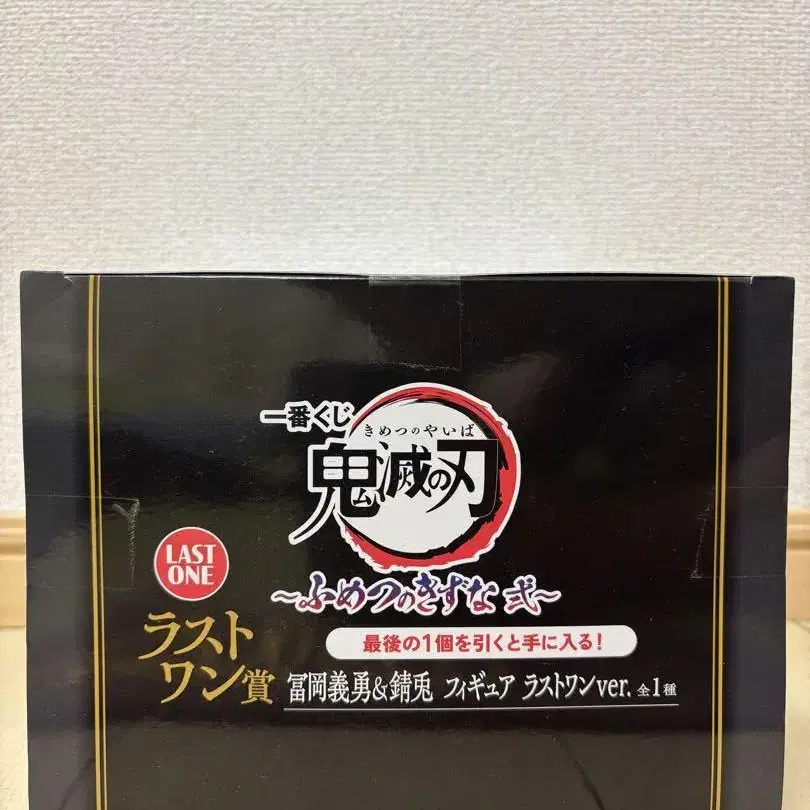 一番くじ
きめつのやいば
鬼滅の刃
～ふめつのきずな 弐～
LAST
ONE
ラスト
ワン賞
最後の1個を引くと手に入る!
冨岡義勇&錆兎 フィギュア ラストワンver. 全1種